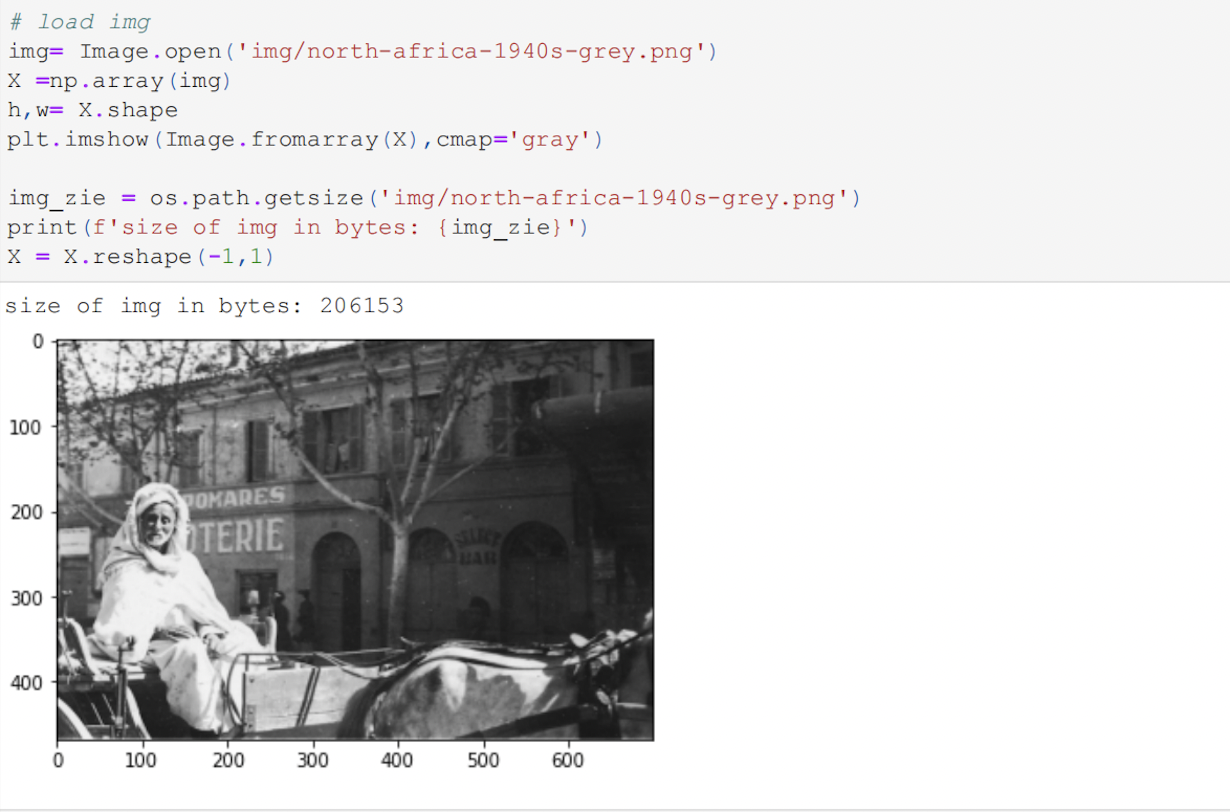 # load img
img= Image.open('img/north-africa-1940s-grey.png')
X =np.array(img)
h,w= X.shape
plt.imshow(Image.fromarray(X),cmap='gray')
img_zie = os.path.getsize('img/north-africa-1940s-grey.png')
print(f'size of img in bytes: {img_zie}')
X = X.reshape(-1,1)
size of img in bytes: 206153
0
100
200
300
400
OMARES
TERIE
SELECT
BAR
0 100 200 300 400 500 600